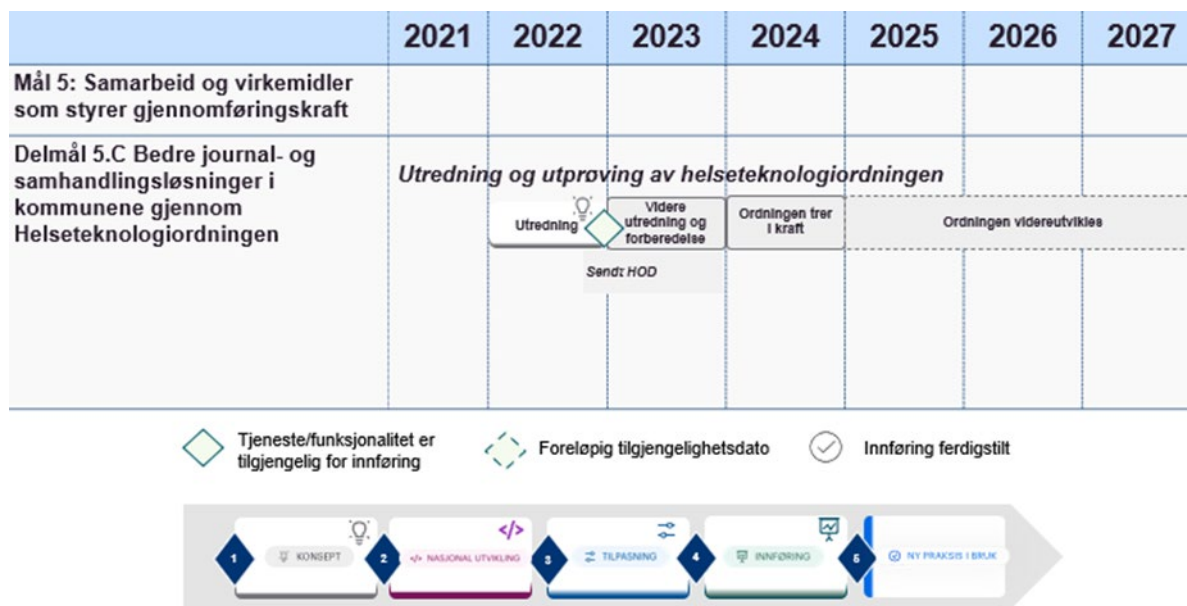 2021 2022 2023 2024 2025 2026 2027
Mål 5: Samarbeid og virkemidler
som styrer gjennomføringskraft
Delmål 5.C Bedre journal- og
samhandlingsløsninger i
kommunene gjennom
Helseteknologiordningen
Utredning og utprøving av helseteknologiordningen
Utredning
Videre
utredning og
forberedelse
Ordningen trer
i kraft
Ordningen videreutvikles
Sendt HOD
Tjeneste/funksjonalitet er
tilgjengelig for innføring
Foreløpig tilgjengelighetsdato
Innføring ferdigstilt
1 KONSEPT 2 </> NASJONAL UTVIKLING 3 TILPASNING 4 INNFØRING 5 NY PRAKSIS I BRUK